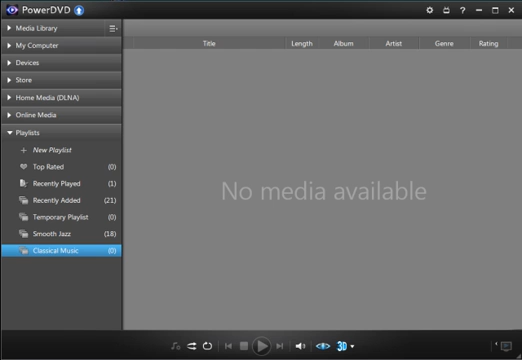 PowerDVD
?
Media Library
My Computer
Devices
Store
Home Media (DLNA)
Online Media
Playlists
+ New Playlist
Top Rated (0)
Recently Played (1)
Recently Added (21)
Temporary Playlist (0)
Smooth Jazz (18)
Classical Music (0)
Title Length Album Artist Genre Rating
No media available
3D